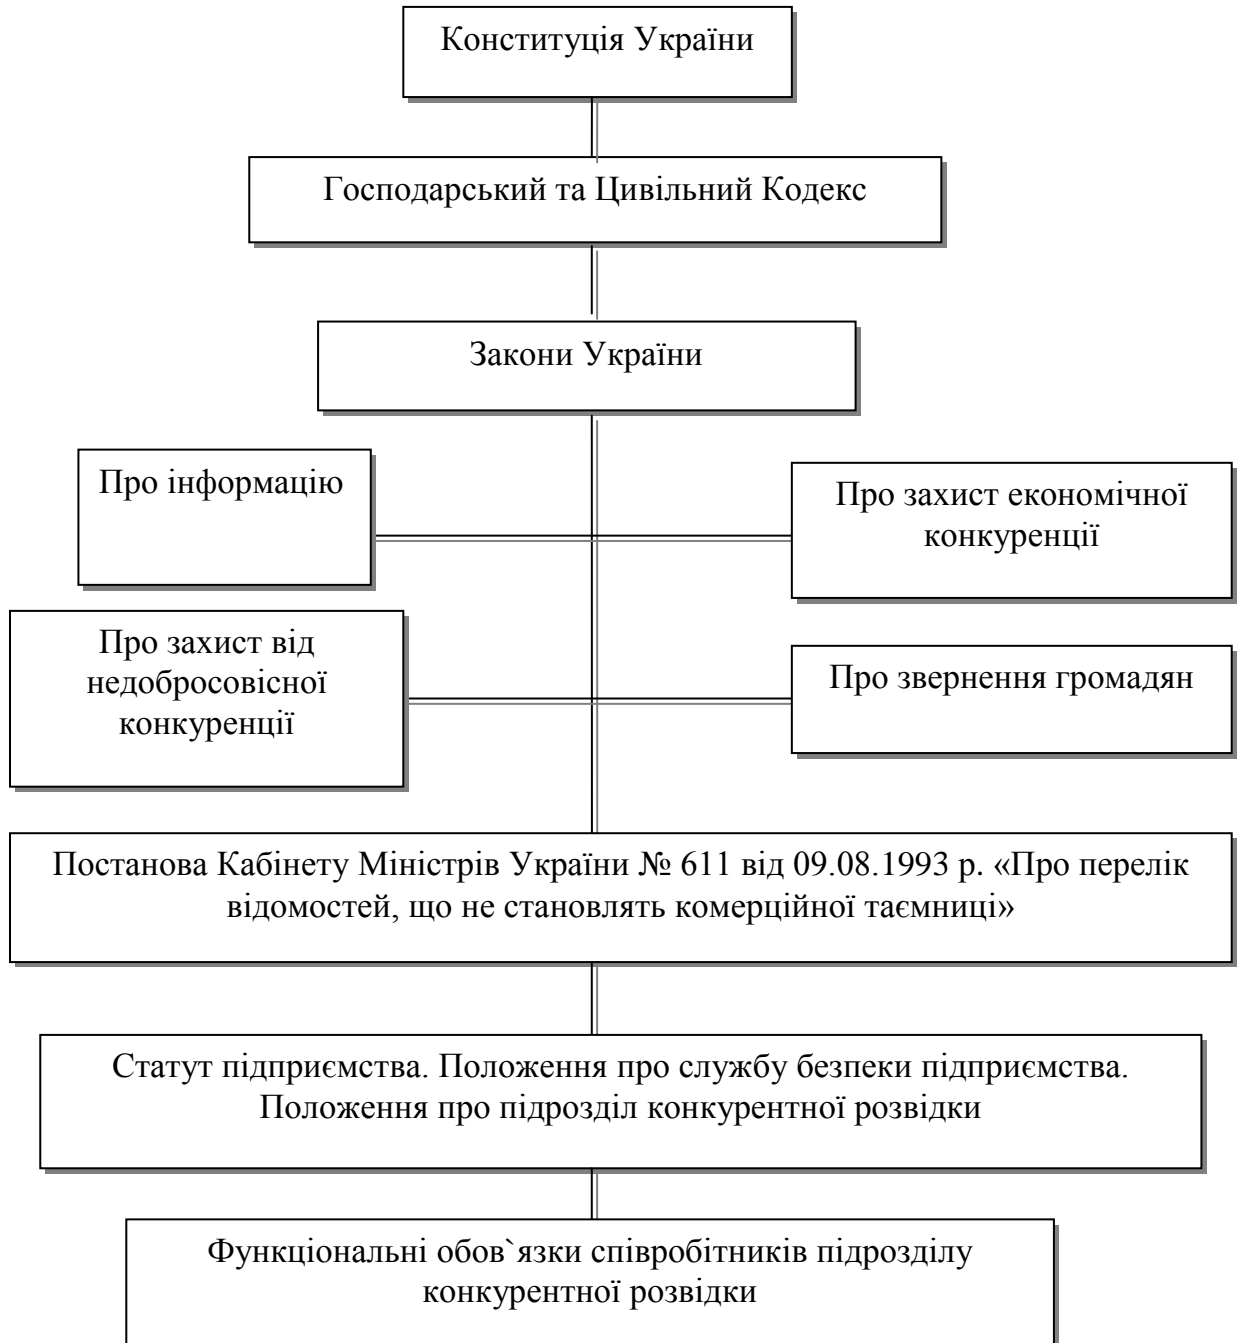 Конституція України
Господарський та Цивільний Кодекс
Закони України
Про інформацію
Про захист економічної
конкуренції
Про захист від
недобросовісної
конкуренції
Про звернення громадян
Постанова Кабінету Міністрів України № 611 від 09.08.1993 р. «Про перелік
відомостей, що не становлять комерційної таємниці»
Статут підприємства. Положення про службу безпеки підприємства.
Положення про підрозділ конкурентної розвідки
Функціональні обов`язки співробітників підрозділу
конкурентної розвідки